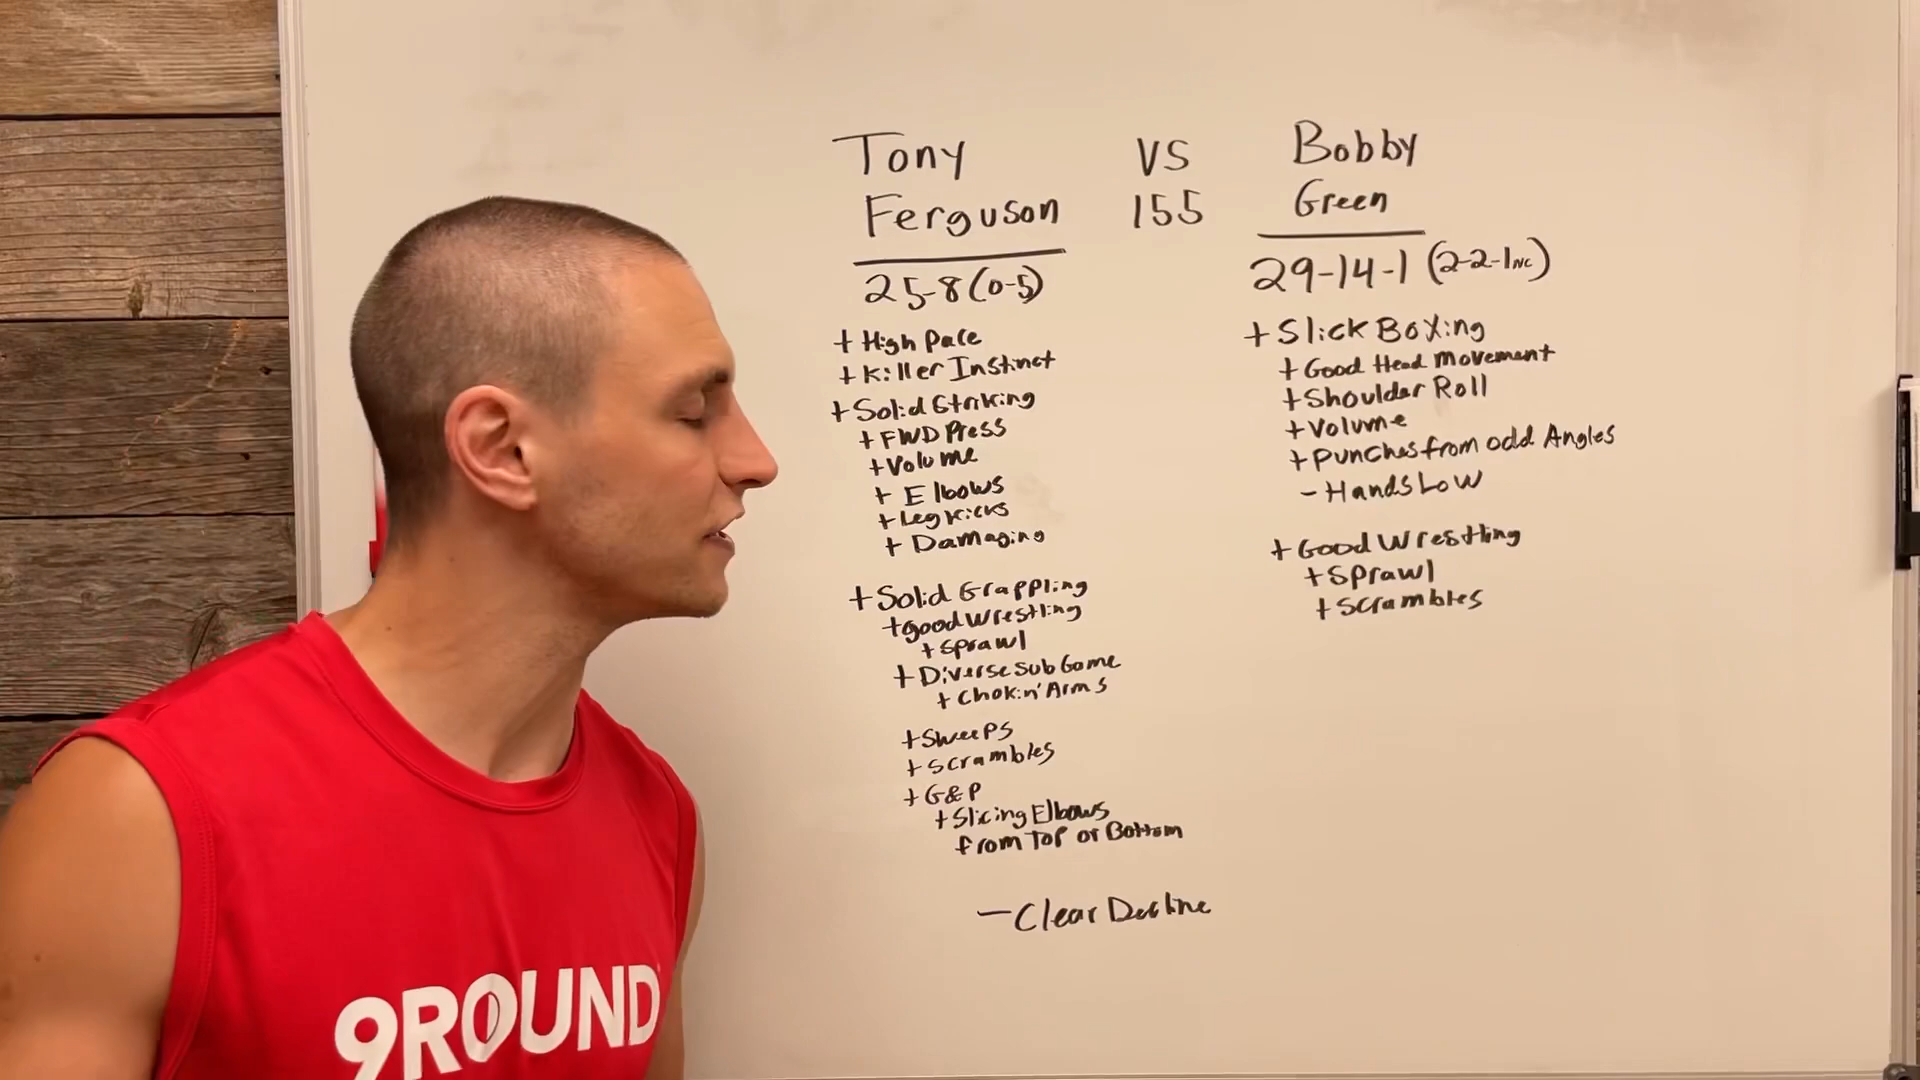 Tony VS Bobby
Ferguson 155 Green
25-8 (0-5)
+ High Pace
+ Killer Instinct
+ Solid Striking
+ FWD Press
+ Volume
+ Elbows
+ Leg Kicks
+ Damaging
+ Solid Grappling
+ good Wrestling
+ Sprawl
+ Diverse Sub Game
+ Chokin' Arms
+ Sweeps
+ Scrambles
+ G&P
+ Slicing Elbows
from Top or Bottom
- Clear Decline
29-14-1 (2-2-1NC)
+ Slick Boxing
+ Good Head Movement
+ Shoulder Roll
+ Volume
+ Punches from odd Angles
- Hands Low
+ Good Wrestling
+ Sprawl
+ Scrambles
9ROUND